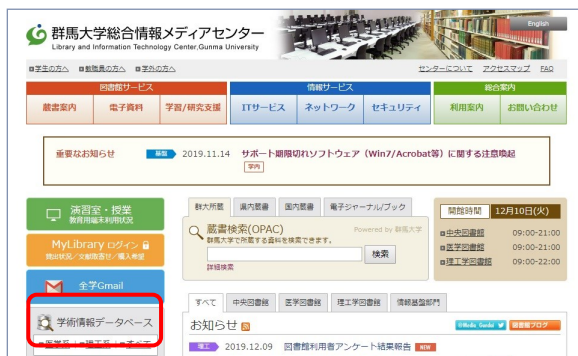 群馬大学総合情報メディアセンター
Library and Information Technology Center,Gunma University
English
学生の方へ 教職員の方へ 学外の方へ
センターについて アクセスマップ FAQ
図書館サービス 情報サービス 総合案内
蔵書案内 電子資料 学習/研究支援 ITサービス ネットワーク セキュリティ 利用案内 お問い合わせ
重要なお知らせ 基盤 2019.11.14 サポート期限切れソフトウェア(Win7/Acrobat等)に関する注意喚起
学内
演習室・授業
教育用端末利用状況
MyLibrary ログイン
貸出状況/文献取寄せ/購入希望
全学Gmail
学術情報データベース
医学系 理工系 すべて
群大所蔵 県内蔵書 国内蔵書 電子ジャーナル/ブック
蔵書検索(OPAC) Powered by 群馬大学
群馬大学で所蔵する資料を検索できます。
検索
詳細検索
開館時間 12月10日(火)
中央図書館 09:00-21:00
医学図書館 09:00-21:00
理工学図書館 09:00-22:00
すべて 中央図書館 医学図書館 理工学図書館 情報基盤部門
お知らせ
@Media_Gundai 図書館ブログ
理工 2019.12.09 図書館利用者アンケート結果報告 NEW